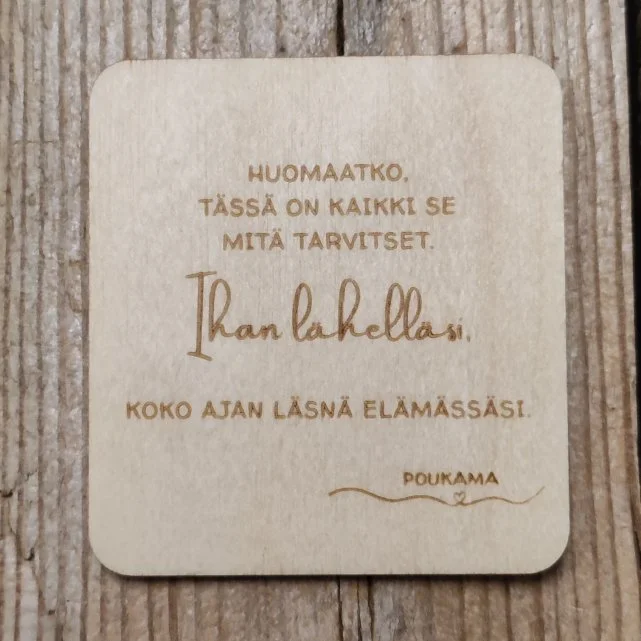 HUOMAATKO,
TÄSSÄ ON KAIKKI SE
MITÄ TARVITSET.
Ihan lähelläsi,
KOKO AJAN LÄSNÄ ELÄMÄSSÄSI.
POUKAMA